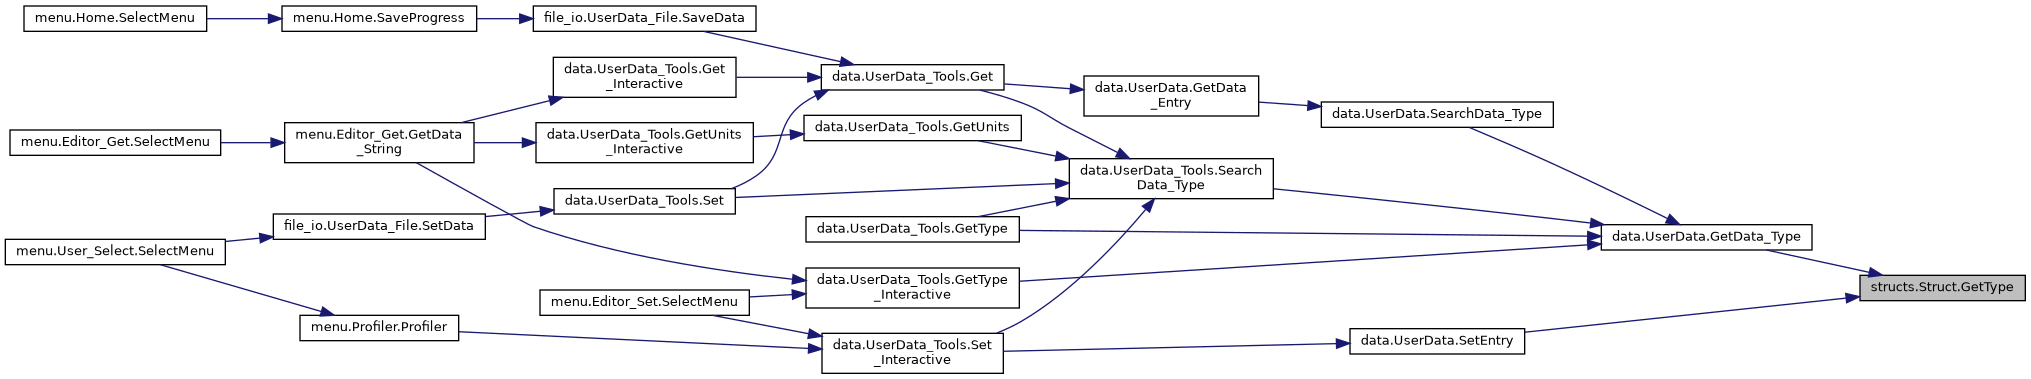 menu.Home.SelectMenu
menu.Home.SaveProgress
file_io.UserData_File.SaveData
data.UserData_Tools.Get
_Interactive
data.UserData_Tools.Get
data.UserData.GetData
_Entry
data.UserData.SearchData_Type
menu.Editor_Get.SelectMenu
menu.Editor_Get.GetData
_String
data.UserData_Tools.GetUnits
_Interactive
data.UserData_Tools.GetUnits
data.UserData_Tools.Search
Data_Type
data.UserData_Tools.Set
file_io.UserData_File.SetData
data.UserData_Tools.GetType
data.UserData.GetData_Type
menu.User_Select.SelectMenu
data.UserData_Tools.GetType
_Interactive
structs.Struct.GetType
menu.Editor_Set.SelectMenu
menu.Profiler.Profiler
data.UserData_Tools.Set
_Interactive
data.UserData.SetEntry